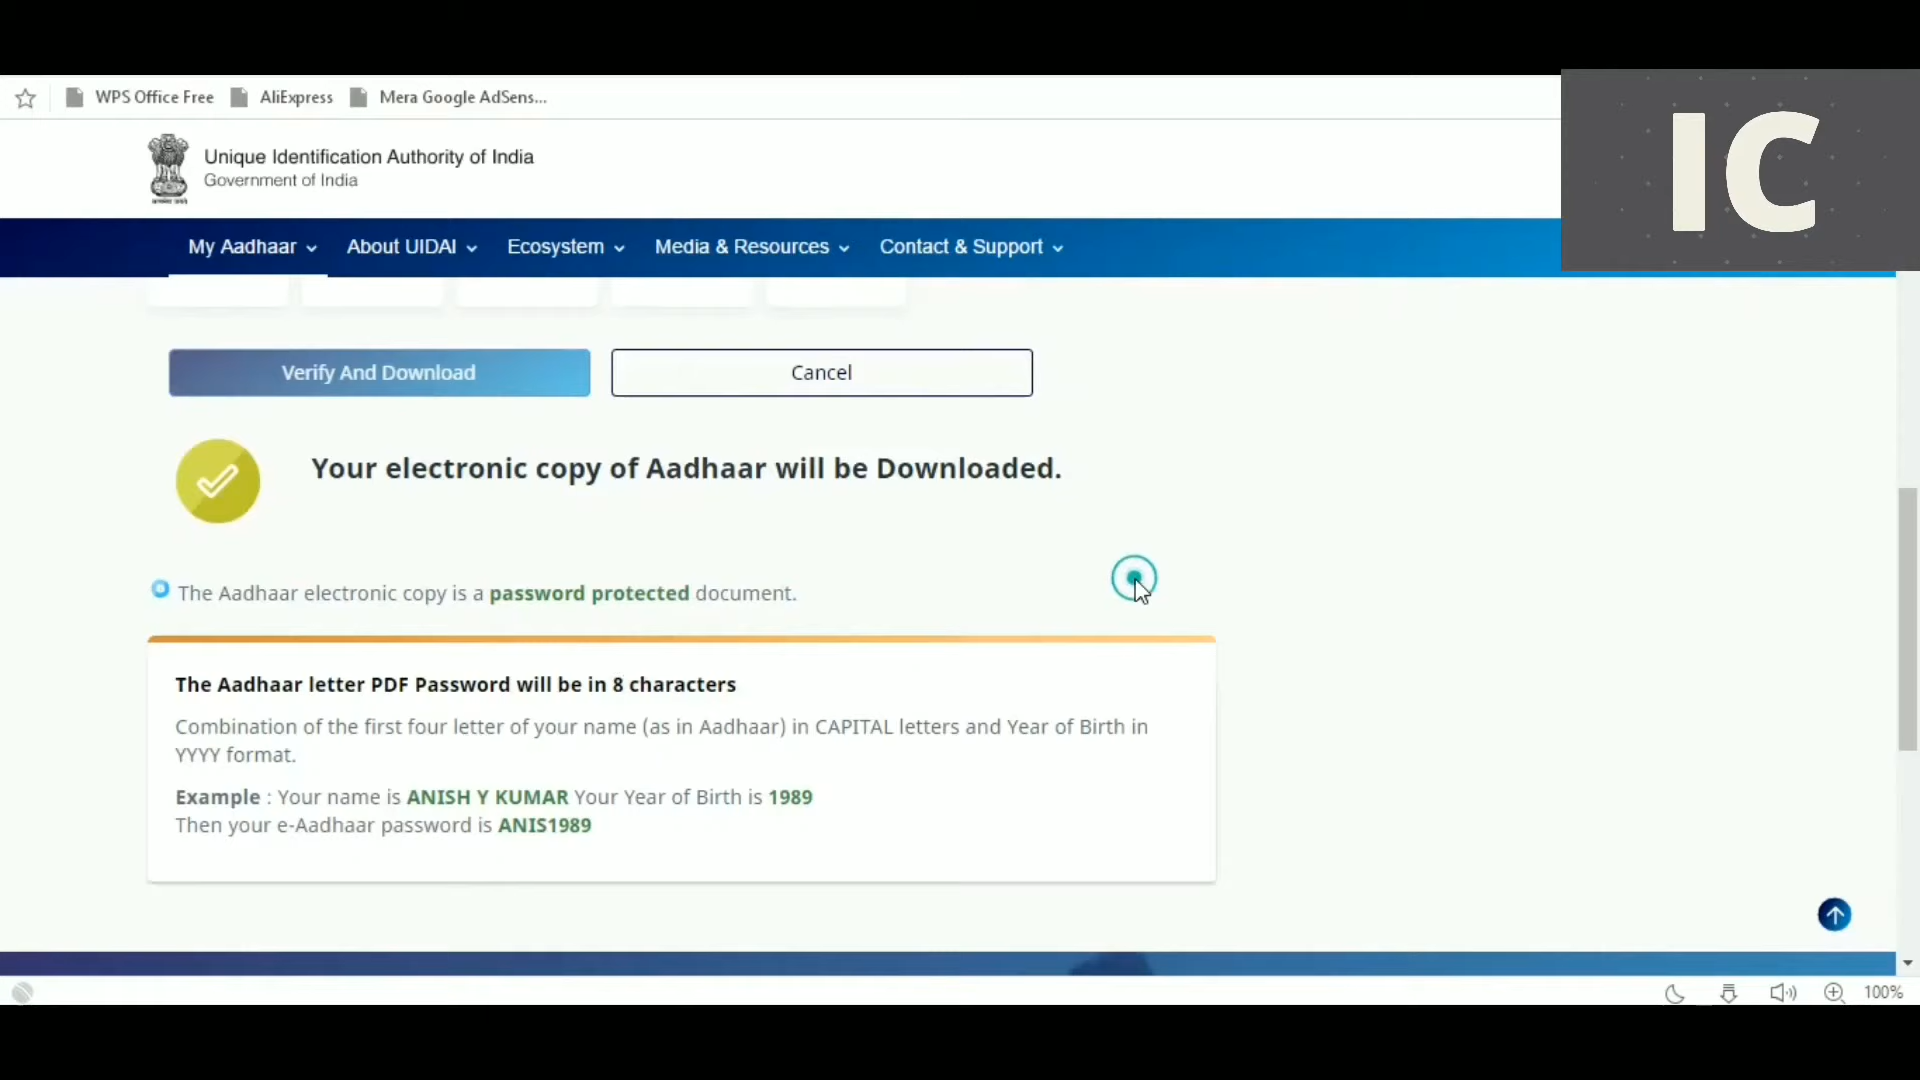 WPS Office Free AliExpress Mera Google AdSens...
IC
Unique Identification Authority of India
Government of India
My Aadhaar About UIDAI Ecosystem Media & Resources Contact & Support
Verify And Download Cancel
Your electronic copy of Aadhaar will be Downloaded.
The Aadhaar electronic copy is a password protected document.
The Aadhaar letter PDF Password will be in 8 characters
Combination of the first four letter of your name (as in Aadhaar) in CAPITAL letters and Year of Birth in
YYYY format.
Example : Your name is ANISH Y KUMAR Your Year of Birth is 1989
Then your e-Aadhaar password is ANIS1989
100%